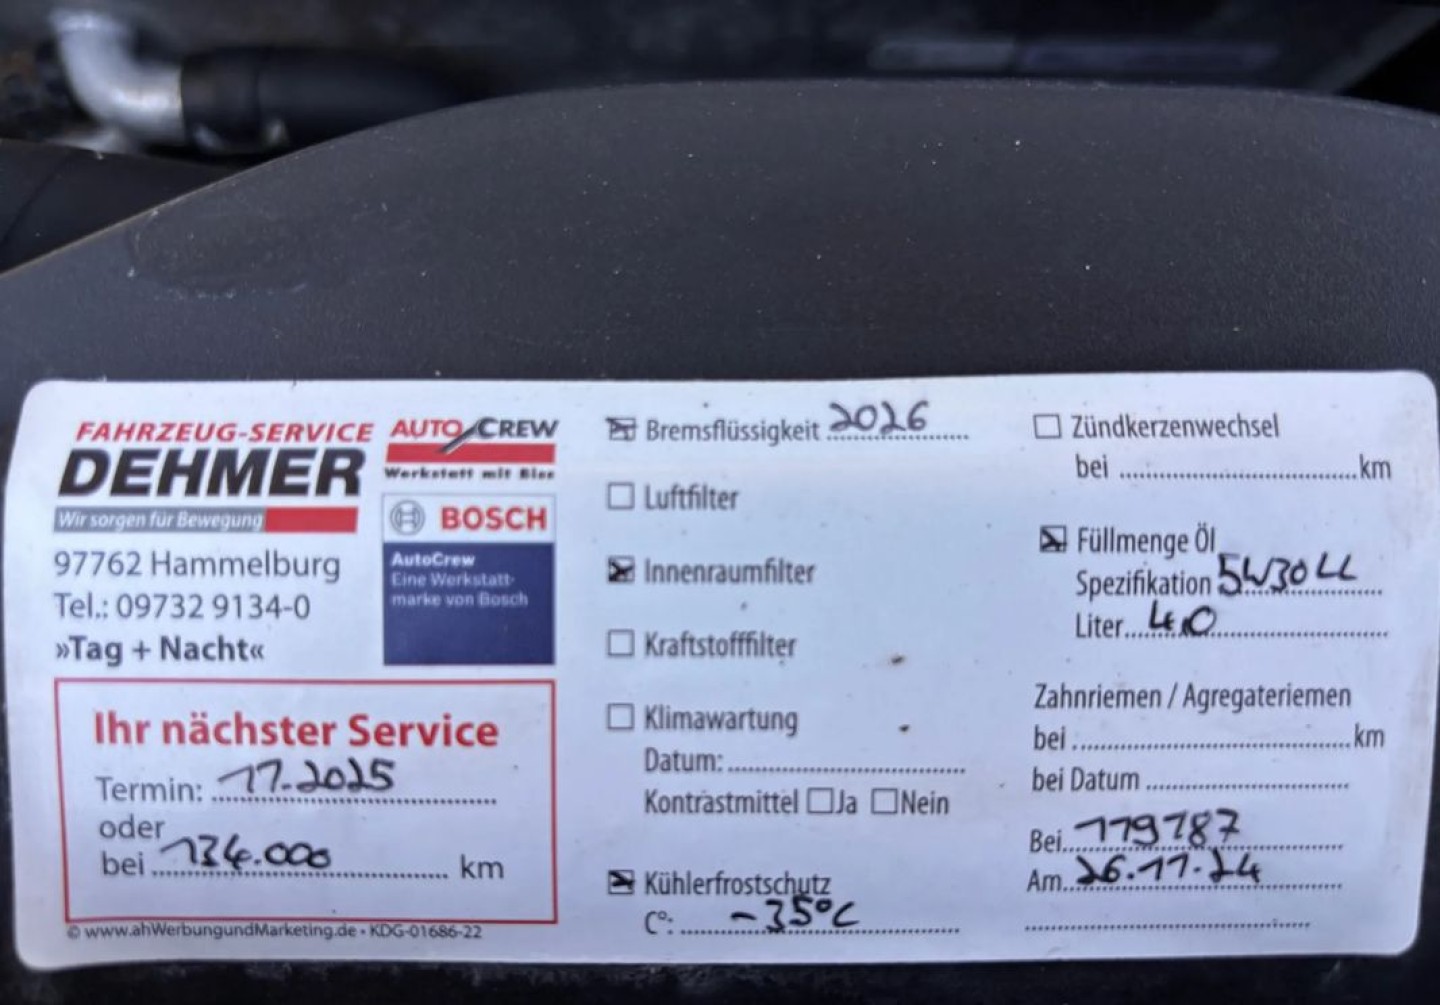 FAHRZEUG-SERVICE
DEHMER
Wir sorgen für Bewegung
AUTO CREW
Werkstatt mit Biss
BOSCH
AutoCrew
Eine Werkstatt-
marke von Bosch
97762 Hammelburg
Tel.: 09732 9134-0
»Tag + Nacht«
Ihr nächster Service
Termin: 11.2025
oder
bei 134.000 km
© www.ahWerbungundMarketing.de • KDG-01686-22
Bremsflüssigkeit 2026
Luftfilter
Innenraumfilter
Kraftstofffilter
Klimawartung
Datum:
Kontrastmittel Ja Nein
Kühlerfrostschutz
C°: -35°C
Zündkerzenwechsel
bei km
Füllmenge Öl
Spezifikation 5W30 LL
Liter 4,0
Zahnriemen / Agregateriemen
bei km
bei Datum
Bei 119187
Am 26.11.24